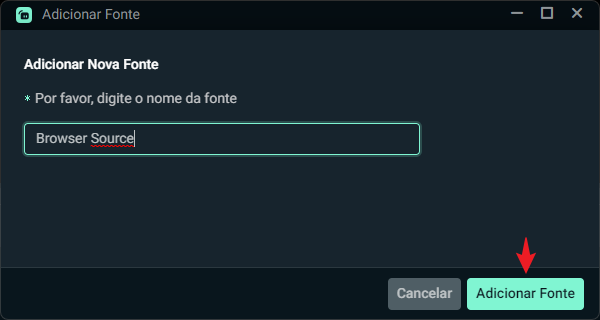 Adicionar Fonte
Adicionar Nova Fonte
* Por favor, digite o nome da fonte
Browser Source
Cancelar
Adicionar Fonte